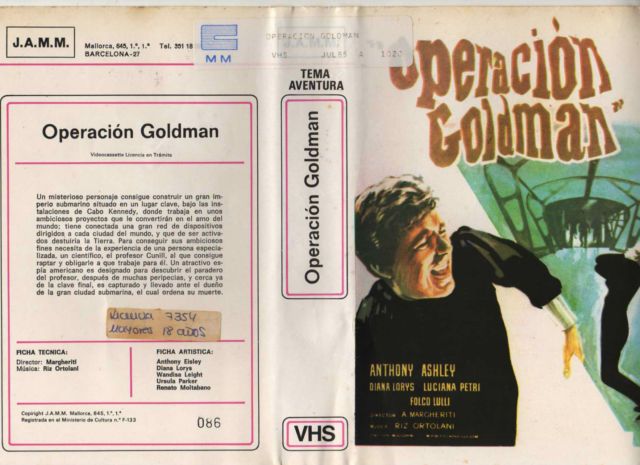 J.A.M.M.
Mallorca, 645, 1.°, 1.ª
BARCELONA-27
Tel. 351 18
MM
OPERACION GOLDMAN
VHS JUL85 A 1020
Operación Goldman
Videocassette Licencia en Trámite
Un misterioso personaje consigue construir un gran im-
perio submarino situado en un lugar clave, bajo las ins-
talaciones de Cabo Kennedy, donde trabaja en unos
ambiciosos proyectos que le convertirán en el amo del
mundo; tiene conectada una gran red de dispositivos
dirigidos a cada ciudad del mundo, y que de ser activa-
dos destuiría la Tierra. Para conseguir sus ambiciosos
fines necesita de la experiencia de una persona especia-
lizada, un científico, el profesor Cunill, al que consigue
raptar y obligarle a que trabaje para él. Un atractivo es-
pía americano es designado para descubrir el paradero
del profesor, después de muchas peripecias, y cerca ya
de la clave final, es capturado y llevado ante el dueño
de la gran ciudad submarina, el cual ordena su muerte.
Licencia 7354
Mayores 18 años
FICHA TECNICA:
Director: Margheriti
Música: Riz Ortolani
FICHA ARTISTICA:
Anthony Eisley
Diana Lorys
Wandisa Leight
Ursula Parker
Renato Moltabano
Copiright J.A.M.M. Mallorca, 645, 1.°, 1.ª
Registrada en el Ministerio de Cultura n.° F-133
086
TEMA
AVENTURA
Operación Goldman
VHS
Operación
Goldman"
ANTHONY ASHLEY
DIANA LORYS LUCIANA PETRI
FOLCO LULLI
DIRECTOR A. MARGHERITI
MUSICA RIZ ORTOLANI